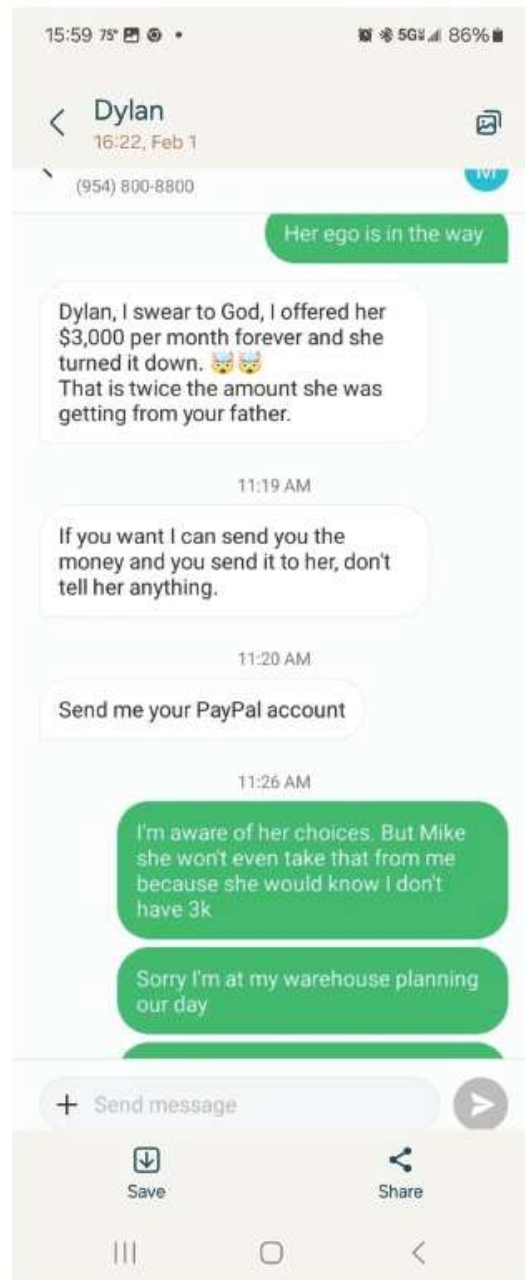 15:59 75°
5G 86%
Dylan
16:22, Feb 1
(954) 800-8800
Her ego is in the way
Dylan, I swear to God, I offered her
$3,000 per month forever and she
turned it down. 🤯🤯
That is twice the amount she was
getting from your father.
11:19 AM
If you want I can send you the
money and you send it to her, don't
tell her anything.
11:20 AM
Send me your PayPal account
11:26 AM
I'm aware of her choices. But Mike
she won't even take that from me
because she would know I don't
have 3k
Sorry I'm at my warehouse planning
our day
Send message
Save
Share